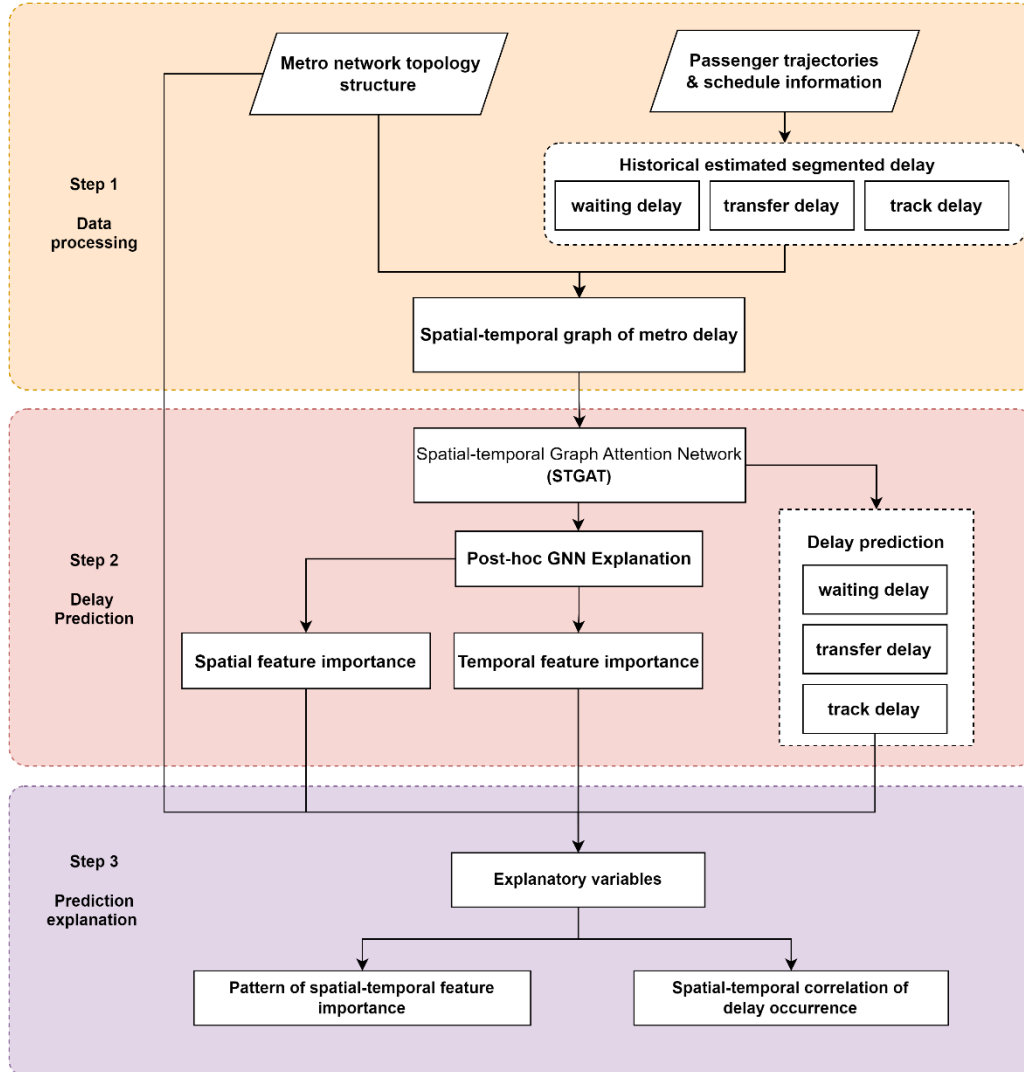 Metro network topology
structure
Passenger trajectories
& schedule information
Step 1
Data
processing
Historical estimated segmented delay
waiting delay
transfer delay
track delay
Spatial-temporal graph of metro delay
Step 2
Delay
Prediction
Spatial-temporal Graph Attention Network
(STGAT)
Post-hoc GNN Explanation
Spatial feature importance
Temporal feature importance
Delay prediction
waiting delay
transfer delay
track delay
Step 3
Prediction
explanation
Explanatory variables
Pattern of spatial-temporal feature
importance
Spatial-temporal correlation of
delay occurrence